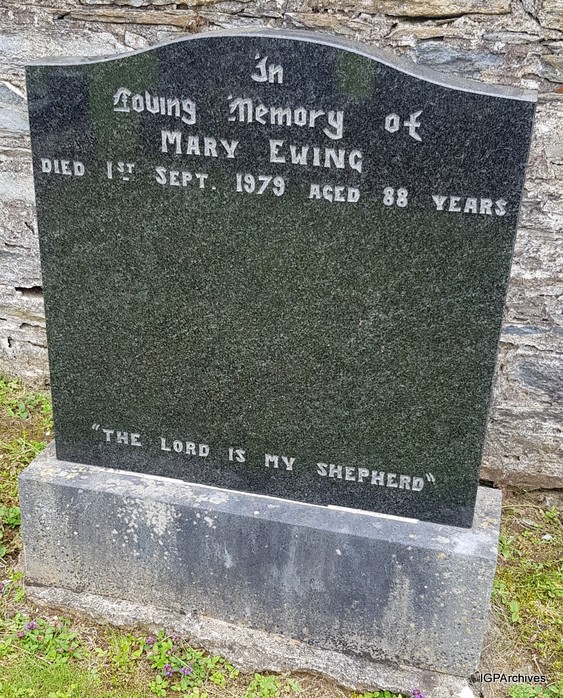 In
Loving Memory of
MARY EWING
DIED 1ST SEPT. 1979 AGED 88 YEARS
"THE LORD IS MY SHEPHERD"
IGPArchives